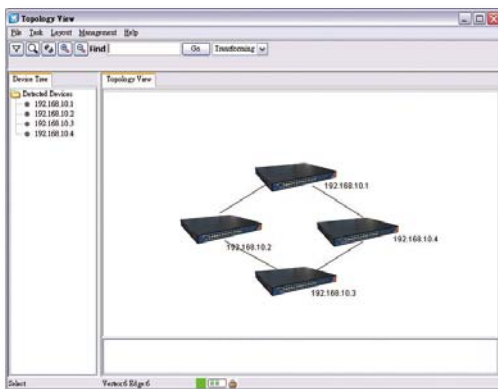 Topology View
File Task Layout Management Help
Find Go Transforming
Device Tree Topology View
Detected Devices
192.168.10.1
192.168.10.2
192.168.10.3
192.168.10.4
192.168.10.1
192.168.10.2
192.168.10.4
192.168.10.3
Select Vertex:6 Edge:6